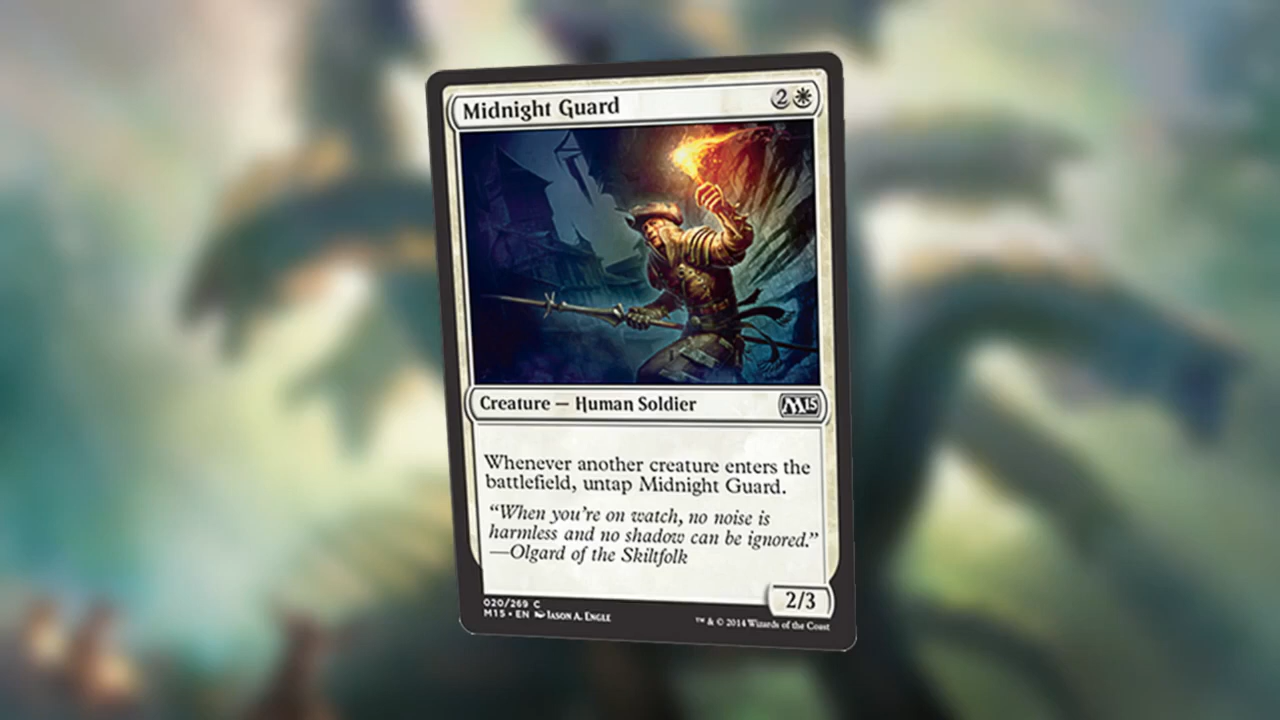 Midnight Guard 2
Creature — Human Soldier M15
Whenever another creature enters the
battlefield, untap Midnight Guard.
“When you’re on watch, no noise is
harmless and no shadow can be ignored.”
—Olgard of the Skiltfolk
2/3
020/269 C
M15 • EN Jason A. Engle
™ & © 2014 Wizards of the Coast